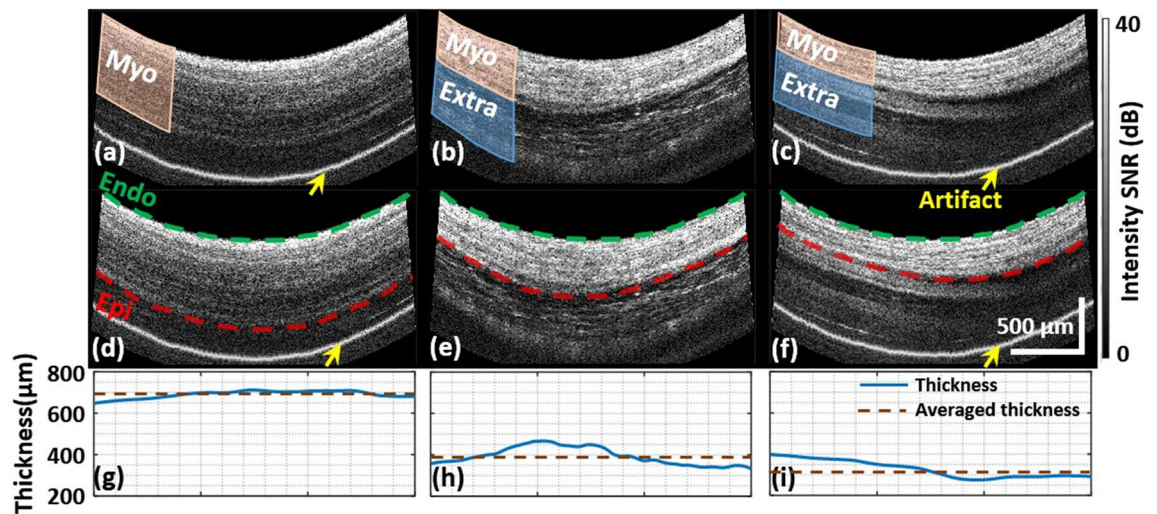 40
Myo
Myo
Extra
Myo
Extra
(a)
(b)
(c)
Intensity SNR (dB)
Endo
Artifact
Epi
500 μm
(d)
(e)
(f)
0
Thickness(μm)
800
600
400
200
Thickness
Averaged thickness
(g)
(h)
(i)